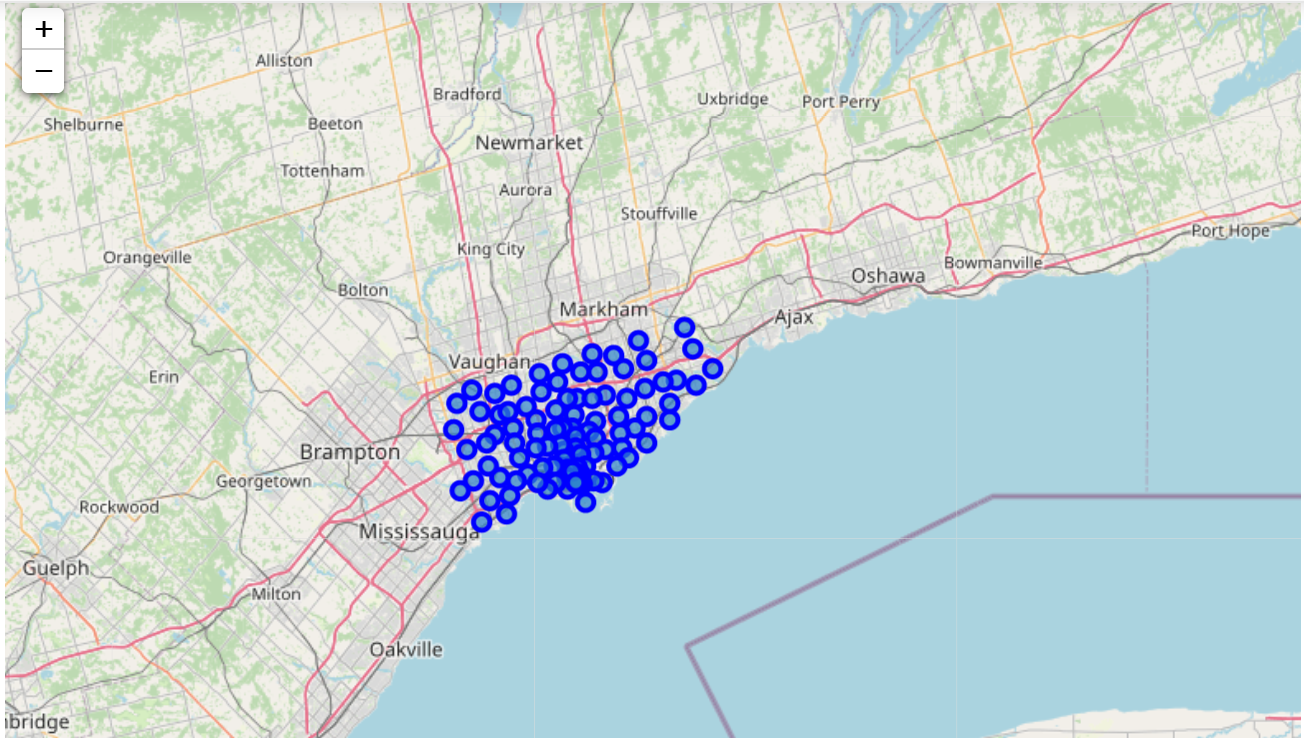 +
Alliston
−
Bradford
Uxbridge
Port Perry
Shelburne
Beeton
Newmarket
Tottenham
Aurora
Stouffville
Port Hope
King City
Orangeville
Bowmanville
Oshawa
Bolton
Markham
Ajax
Vaughan
Erin
Brampton
Georgetown
Rockwood
Mississauga
Guelph
Milton
Oakville
nbridge